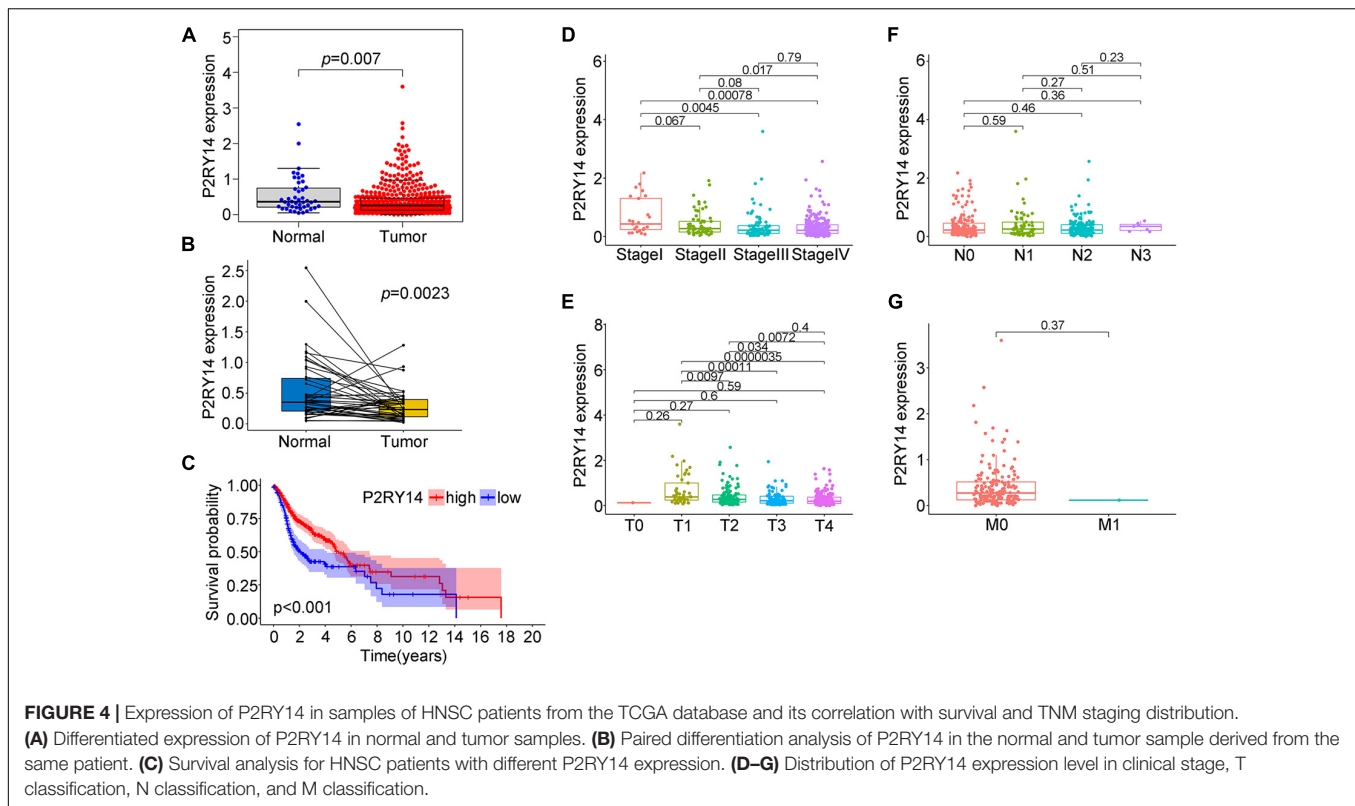 A
P2RY14 expression
5
4
3
2
1
0
p=0.007
Normal
Tumor
B
P2RY14 expression
2.5
2.0
1.5
1.0
0.5
0.0
p=0.0023
Normal
Tumor
C
Survival probability
1.00
0.75
0.50
0.25
0.00
P2RY14 high low
p<0.001
0 2 4 6 8 10 12 14 16 18 20
Time(years)
D
P2RY14 expression
6
4
2
0
0.79
0.017
0.08
0.00078
0.0045
0.067
StageI StageII StageIII StageIV
E
P2RY14 expression
8
6
4
2
0
0.4
0.0072
0.034
0.0000035
0.00011
0.0097
0.59
0.6
0.27
0.26
T0 T1 T2 T3 T4
F
P2RY14 expression
6
4
2
0
0.23
0.51
0.27
0.36
0.46
0.59
N0 N1 N2 N3
G
P2RY14 expression
3
2
1
0
0.37
M0 M1
FIGURE 4 | Expression of P2RY14 in samples of HNSC patients from the TCGA database and its correlation with survival and TNM staging distribution.
(A) Differentiated expression of P2RY14 in normal and tumor samples. (B) Paired differentiation analysis of P2RY14 in the normal and tumor sample derived from the
same patient. (C) Survival analysis for HNSC patients with different P2RY14 expression. (D–G) Distribution of P2RY14 expression level in clinical stage, T
classification, N classification, and M classification.